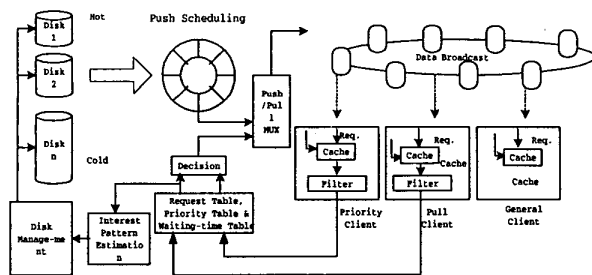 Hot
Push Scheduling
Disk
1
Disk
2
Disk
n
Cold
Push
/Pul
l
MUX
Data Broadcast
Decision
Request Table,
Priority Table &
Waiting-time Table
Interest
Pattern
Estimatio
n
Disk
Manage-me
nt
Req.
Cache
Filter
Priority
Client
Req.
Cache
Cache
Filter
Pull
Client
Req.
Cache
Cache
General
Client